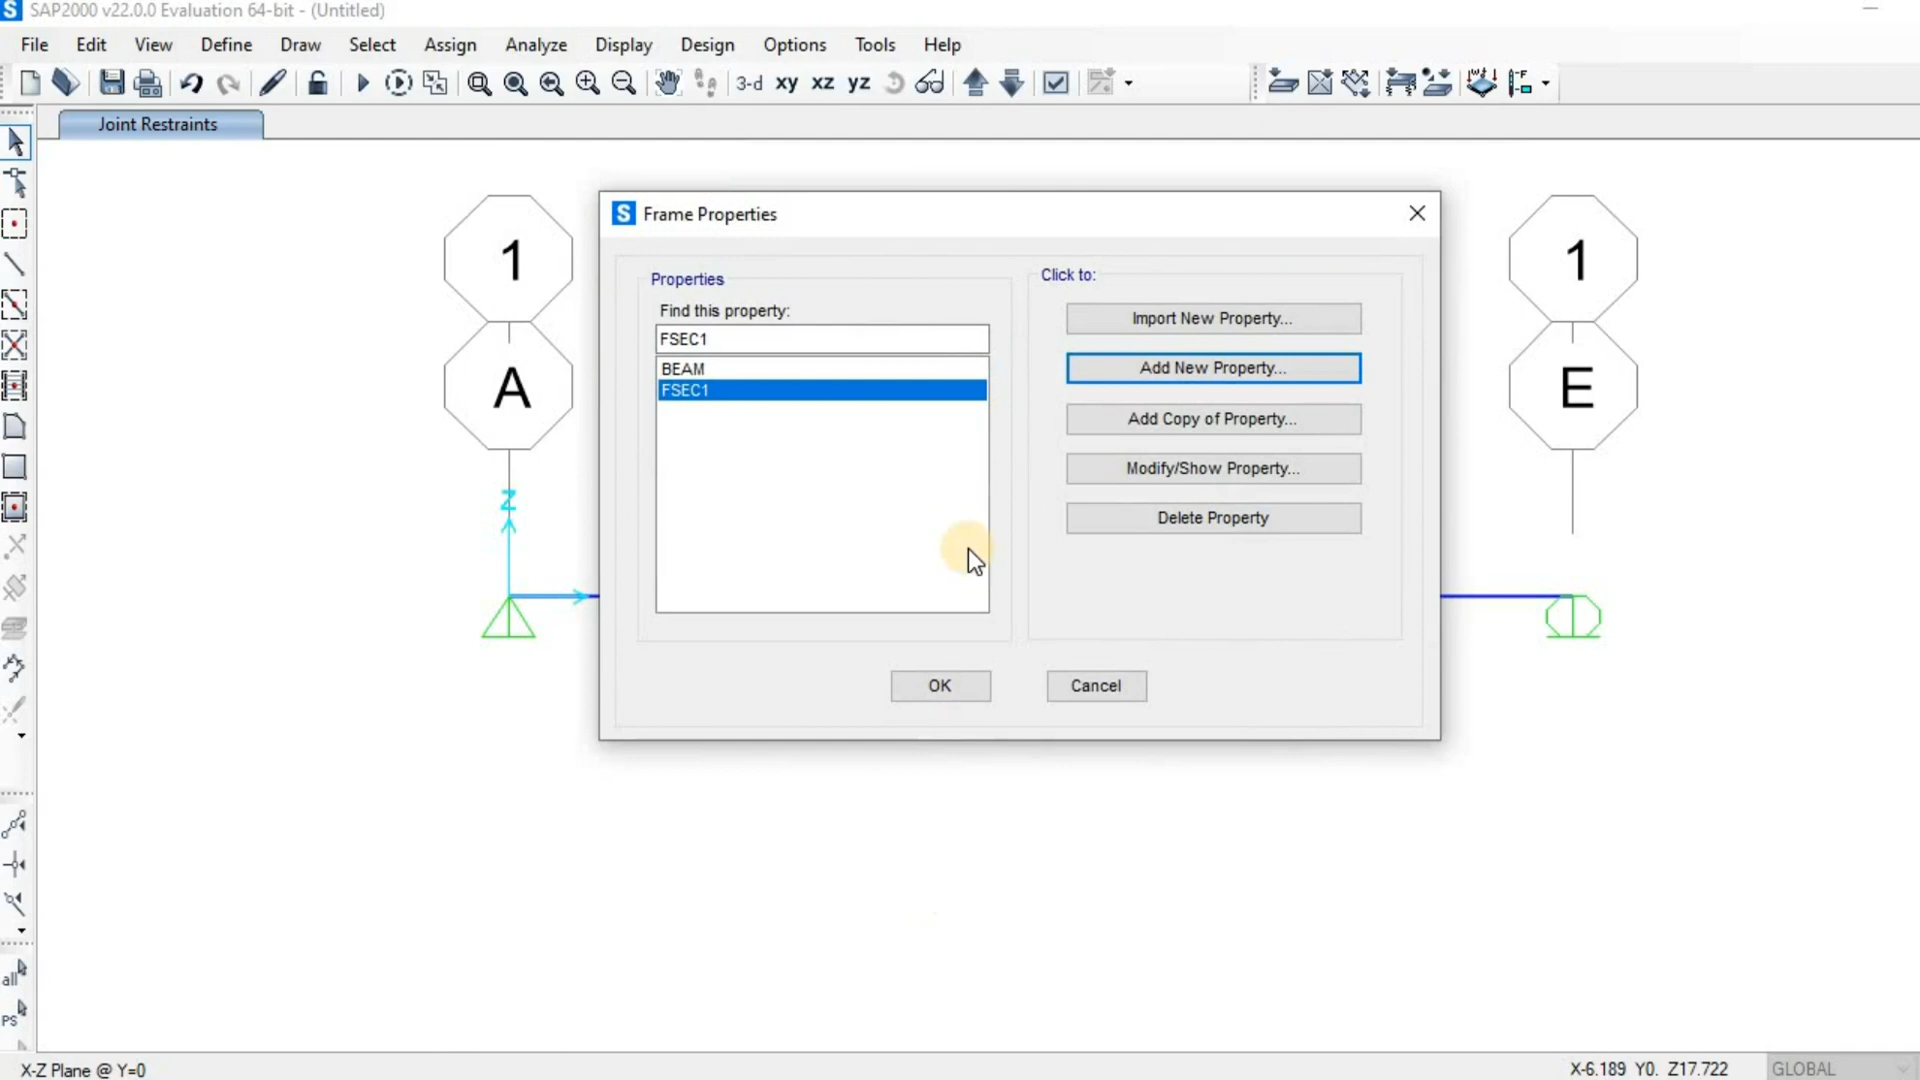 S SAP2000 v22.0.0 Evaluation 64-bit - (Untitled)
File Edit View Define Draw Select Assign Analyze Display Design Options Tools Help
3-d xy xz yz
Joint Restraints
1
A
Z
S Frame Properties
Properties
Find this property:
FSEC1
BEAM
FSEC1
Click to:
Import New Property...
Add New Property...
Add Copy of Property...
Modify/Show Property...
Delete Property
OK Cancel
1
E
all
PS
X-Z Plane @ Y=0
X-6.189 Y0. Z17.722
GLOBAL